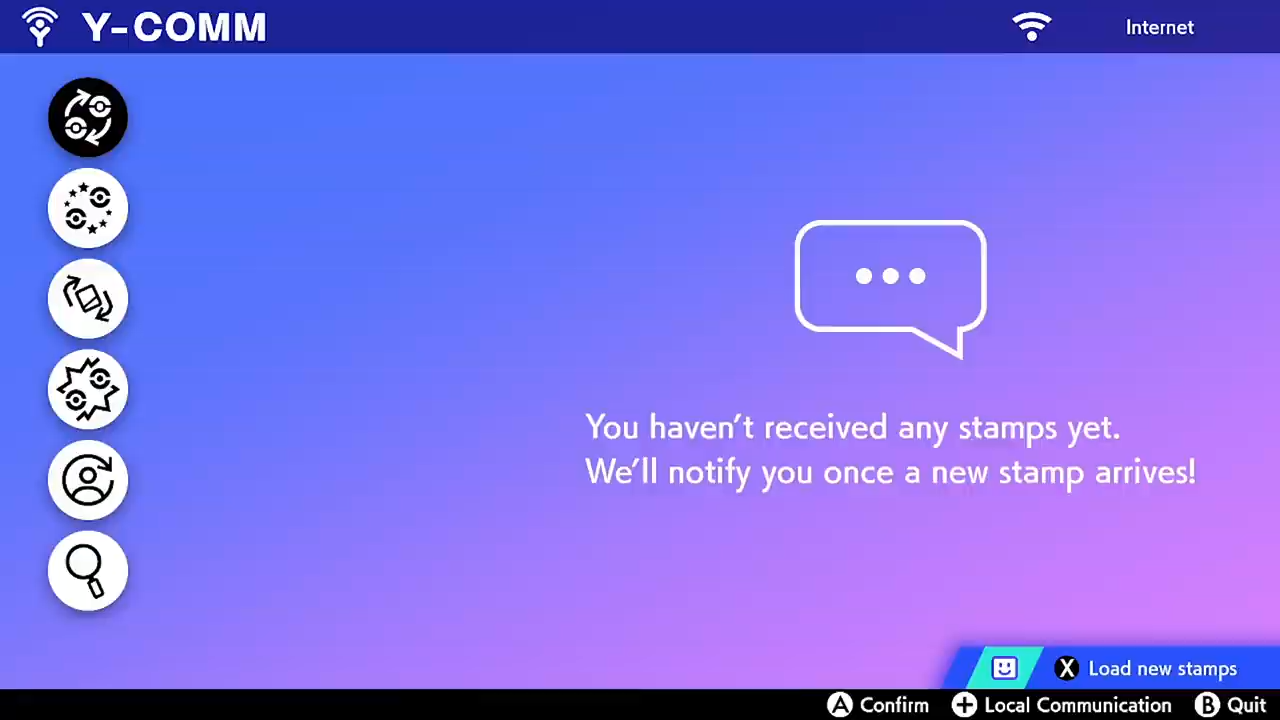 Y-COMM
Internet
You haven’t received any stamps yet.
We’ll notify you once a new stamp arrives!
X Load new stamps
A Confirm + Local Communication B Quit